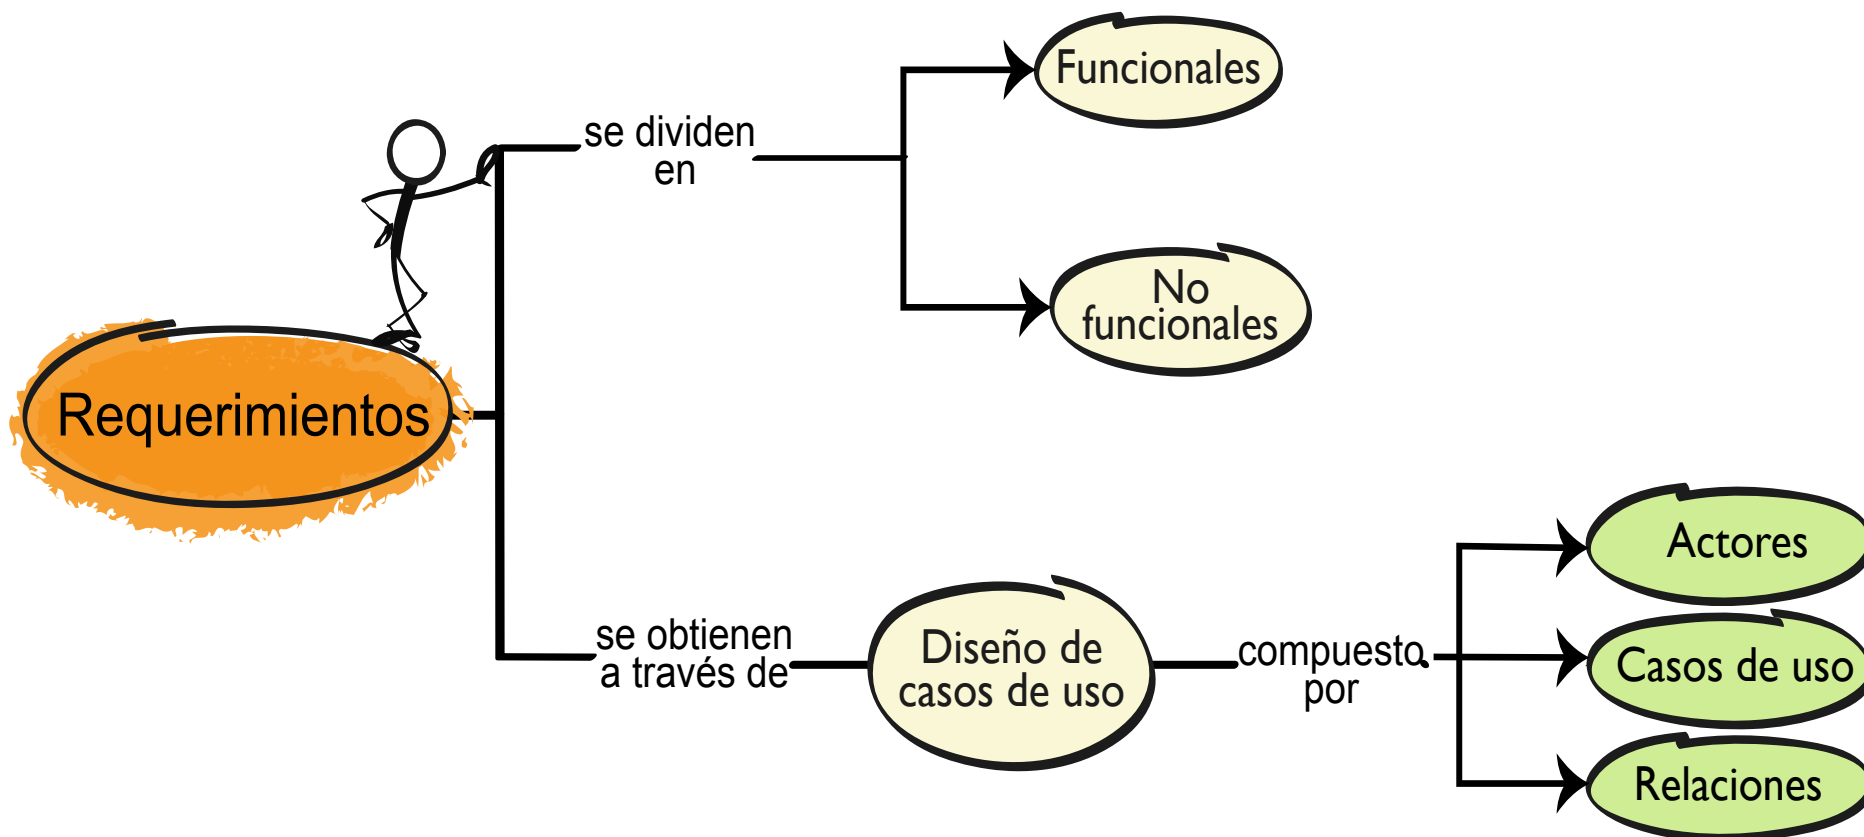 Funcionales
se dividen
en
No
funcionales
Requerimientos
Actores
se obtienen
a través de
Diseño de
casos de uso
compuesto
por
Casos de uso
Relaciones